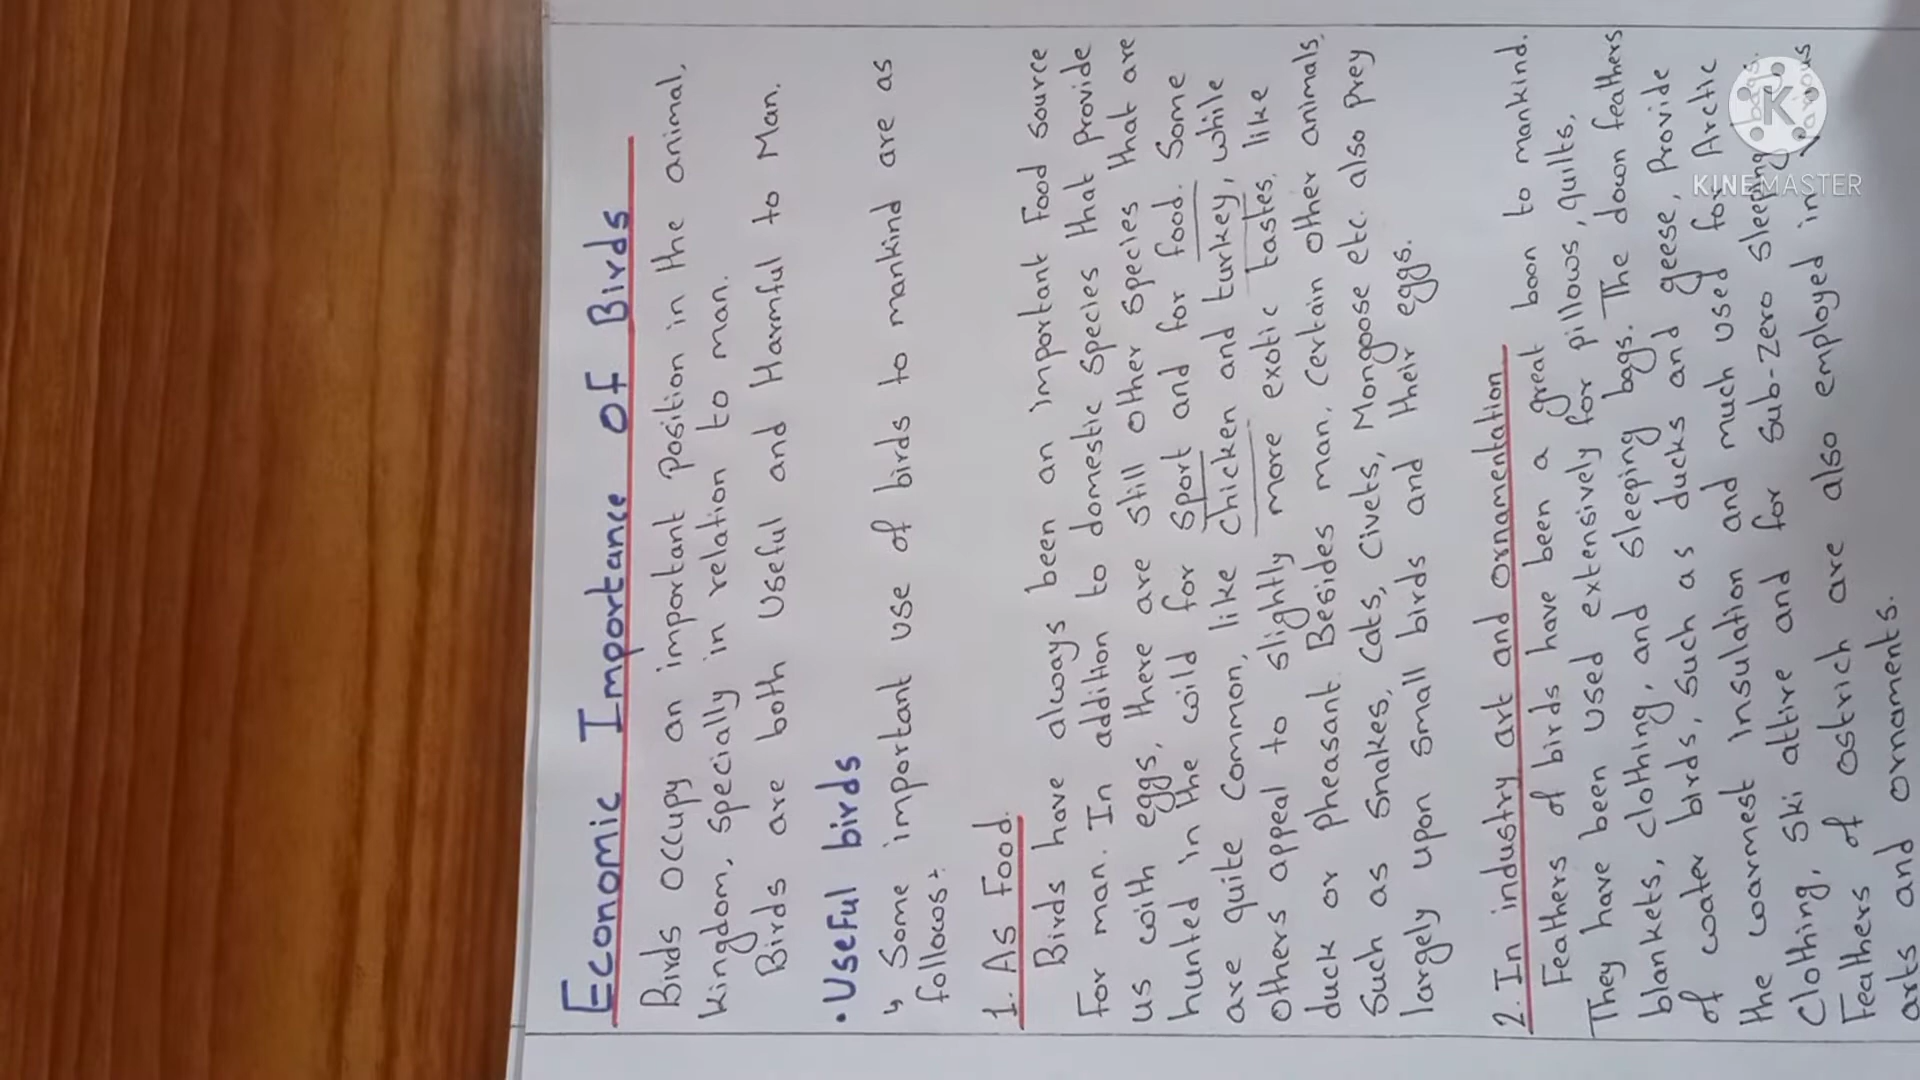 Economic Importance of Birds
Birds occupy an important position in the animal,
kingdom, specially in relation to man.
Birds are both useful and Harmful to Man.
• Useful birds
↳ Some important use of birds to mankind are as
follows:
1. As Food.
Birds have always been an important food source
for man. In addition to domestic species that provide
us with eggs, there are still other species that are
hunted in the wild for sport and for food. Some
are quite common, like chicken and turkey, while
others appeal to slightly more exotic tastes, like
duck or pheasant. Besides man, certain other animals,
such as snakes, cats, civets, Mongoose etc. also prey
largely upon small birds and their eggs.
2. In industry art and ornamentation
Feathers of birds have been a great boon to mankind.
They have been used extensively for pillows, quilts,
blankets, clothing, and sleeping bags. The down feathers
of water birds, such as ducks and geese, provide
the warmest insulation and much used for Arctic
clothing, ski attire and for sub-zero sleeping bags.
Feathers of ostrich are also employed in various
arts and ornaments.
KINEMASTER